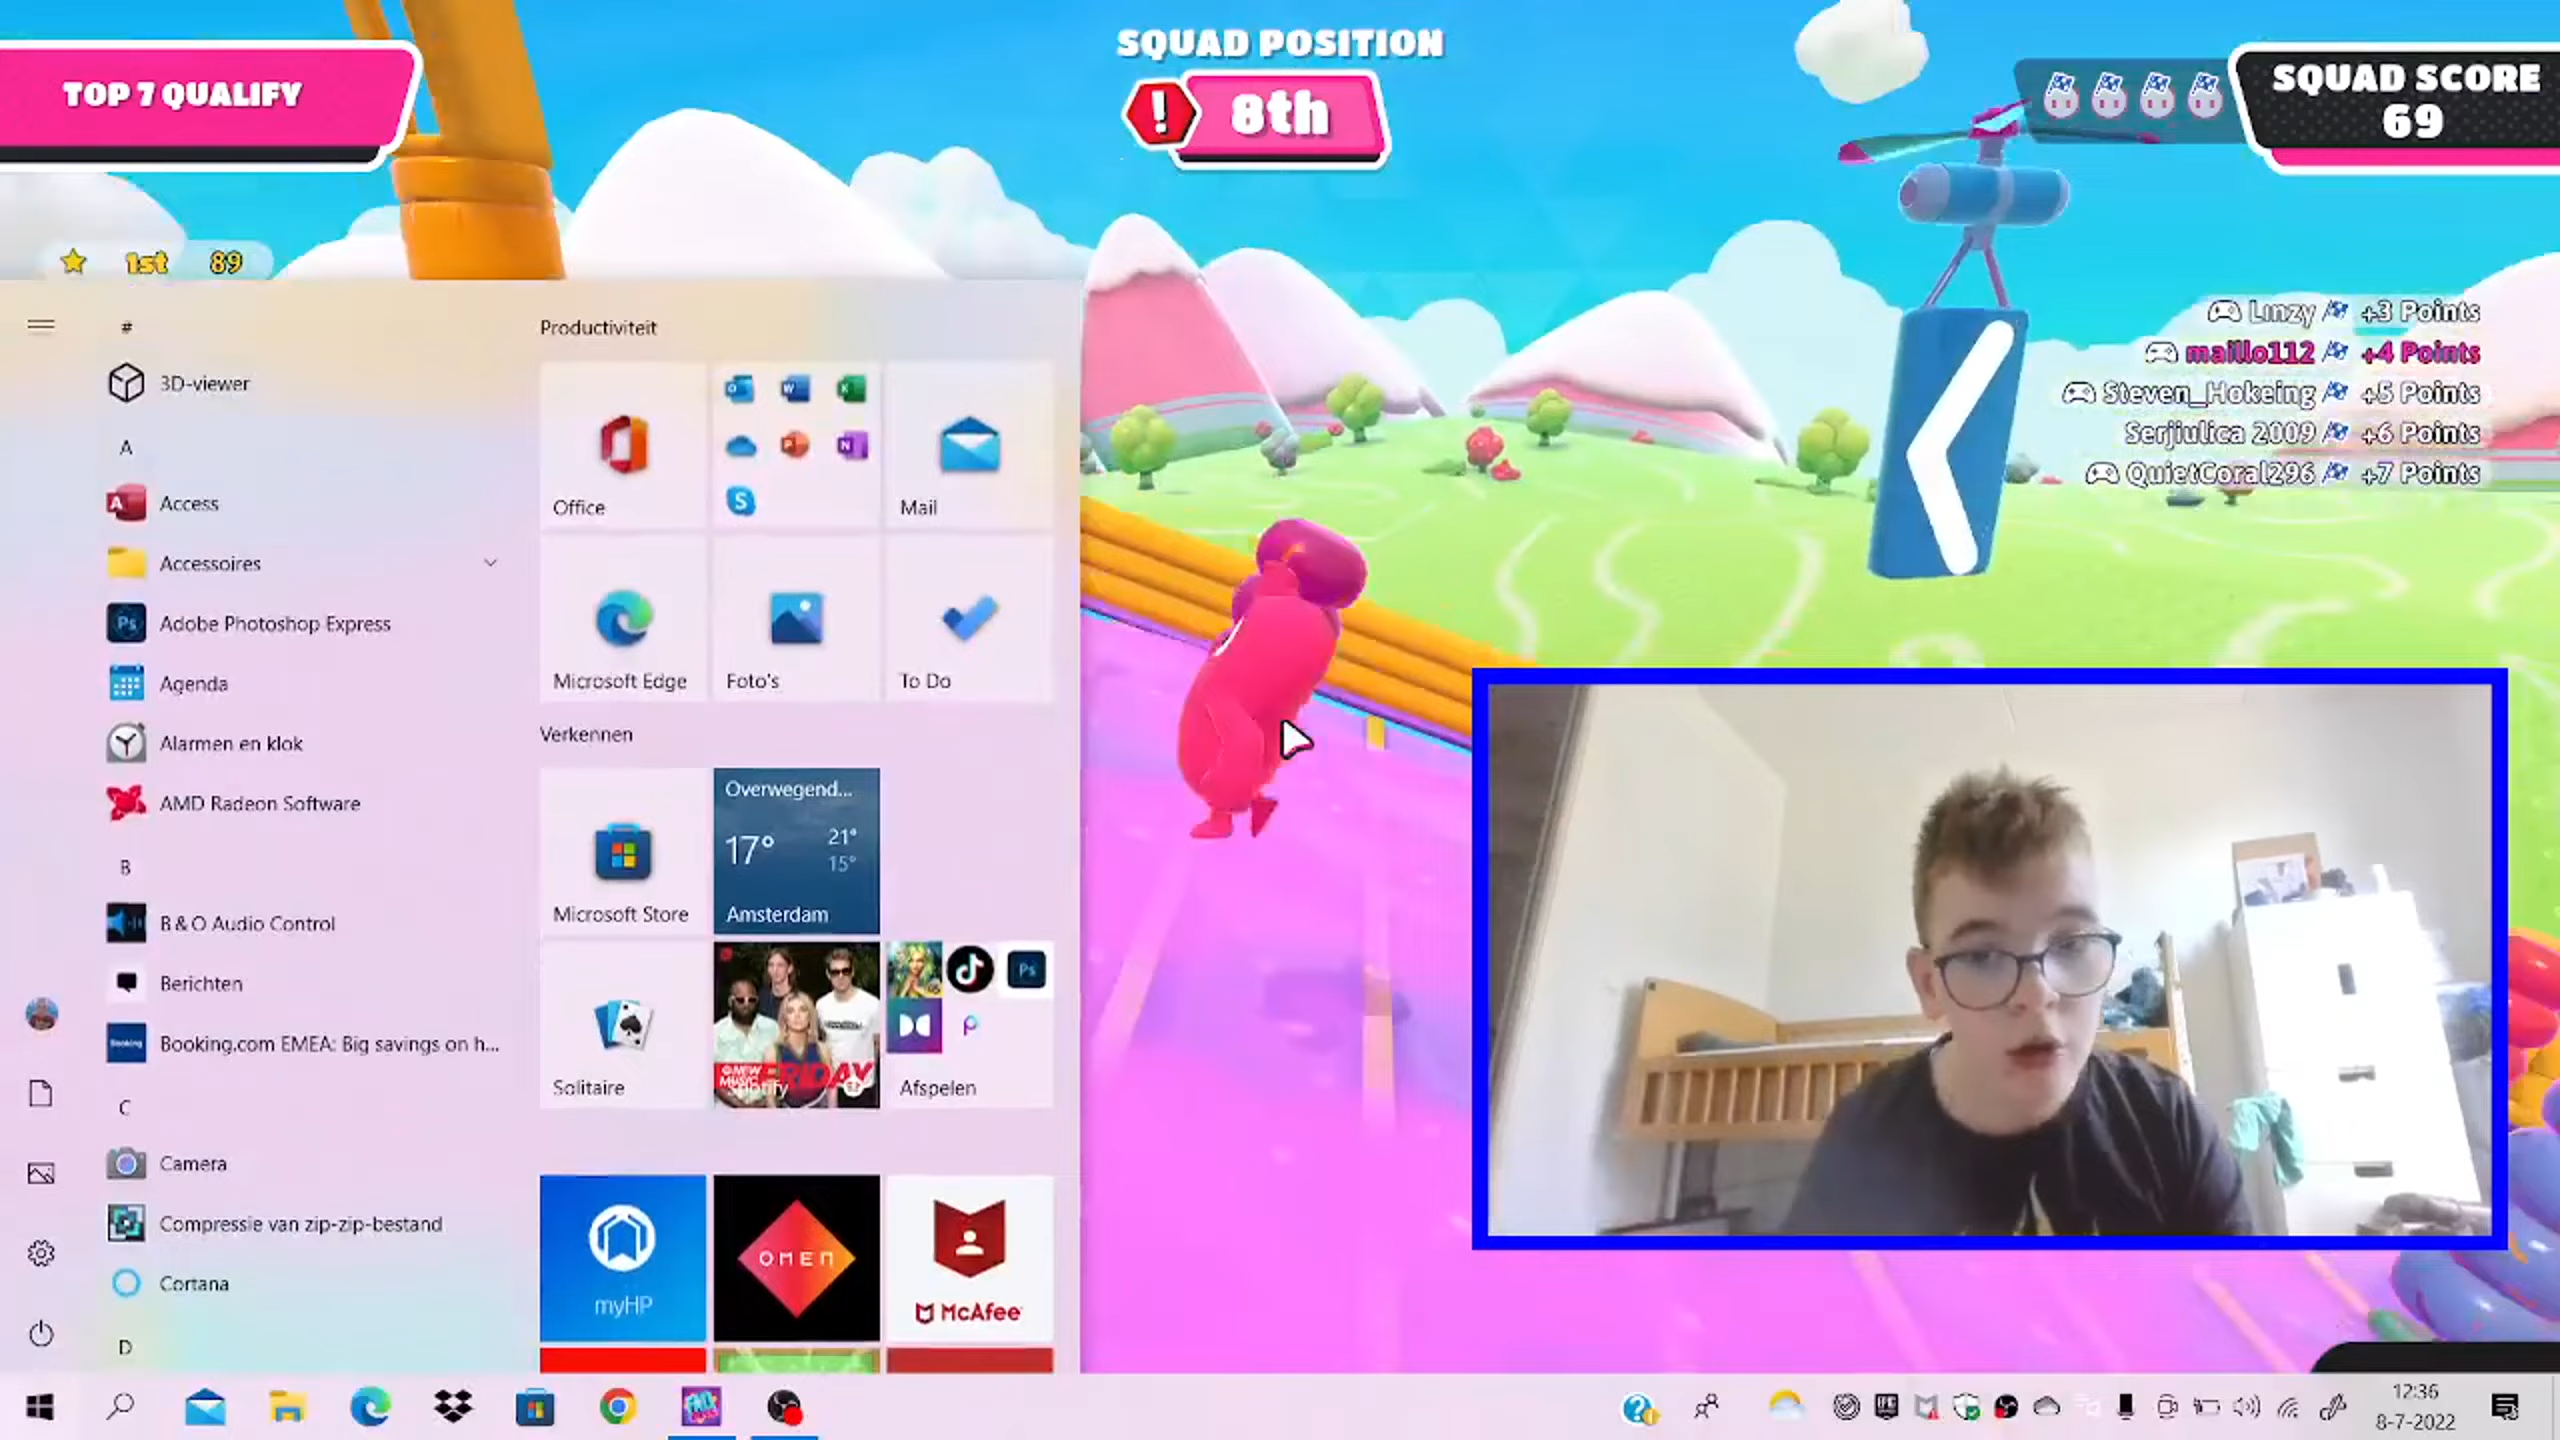 SQUAD POSITION
TOP 7 QUALIFY
8th
SQUAD SCORE
69
1st 89
Linzy +3 Points
maillo112 +4 Points
Steven_Hokeing +5 Points
Serjiulica 2009 +6 Points
QuietCoral296 +7 Points
#
3D-viewer
A
Access
Accessoires
Adobe Photoshop Express
Agenda
Alarmen en klok
AMD Radeon Software
B
B & O Audio Control
Berichten
Booking.com EMEA: Big savings on h...
C
Camera
Compressie van zip-zip-bestand
Cortana
D
Productiviteit
Office
Mail
Microsoft Edge
Foto's
To Do
Verkennen
Microsoft Store
Overwegend...
17° 21°
15°
Amsterdam
Solitaire
NEW MUSIC FRIDAY
Spotify
Ps
Afspelen
myHP
OMEN
McAfee
12:36
8-7-2022